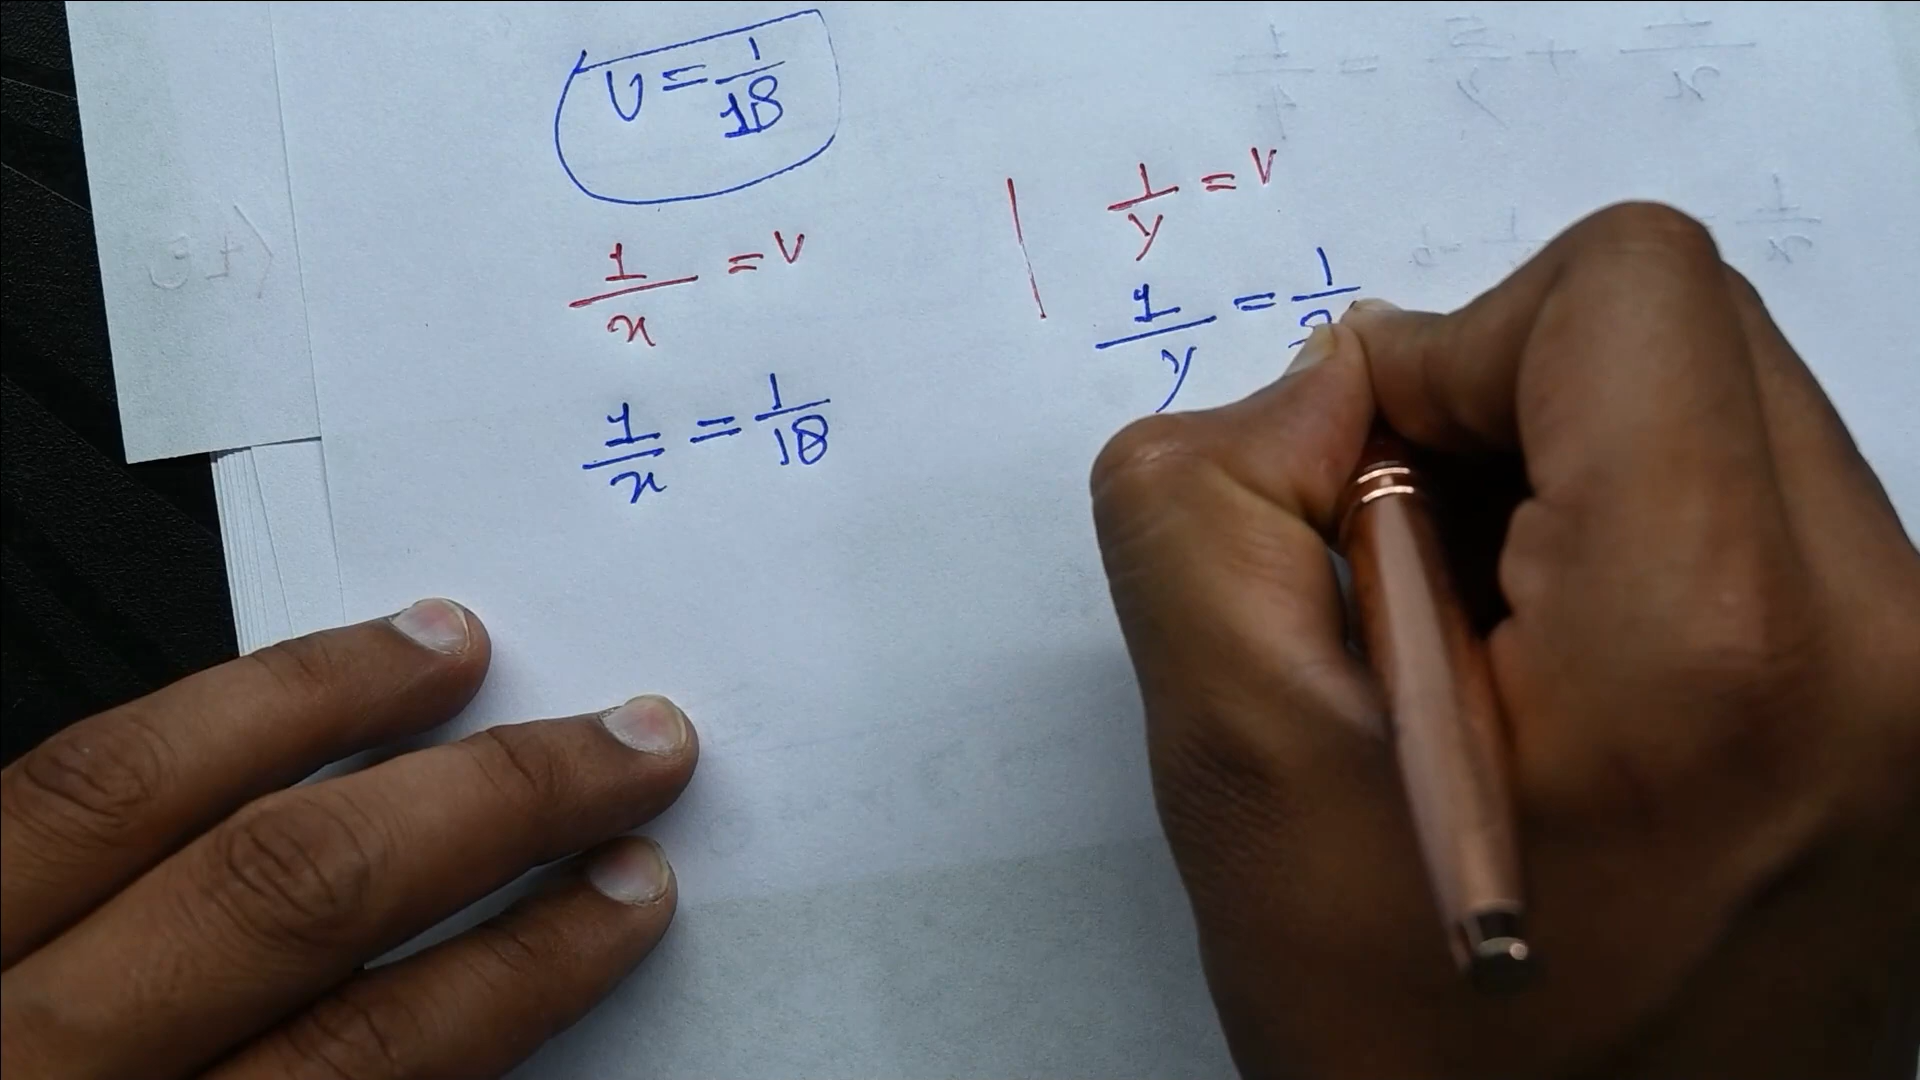 U = 1/18
1/x = V
1/x = 1/18
1/y = V
1/y = 1/